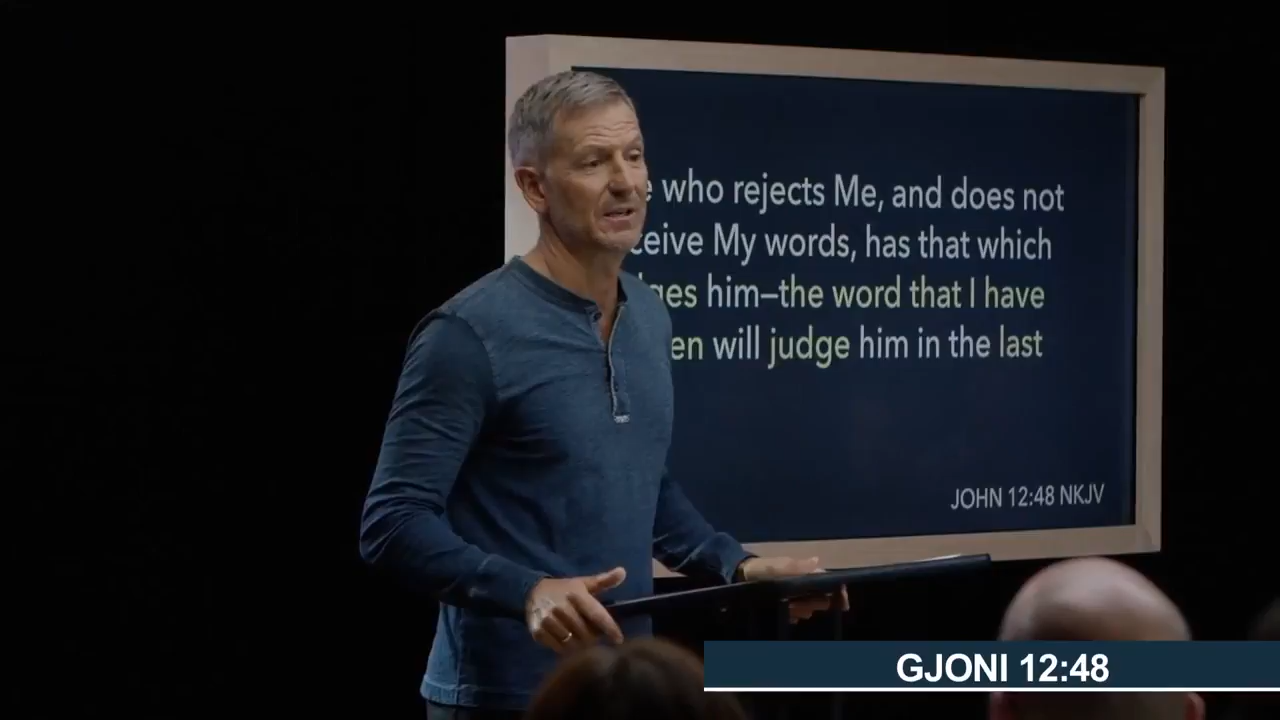 who rejects Me, and does not
My words, has that which
him–the word that I have
will judge him in the last
JOHN 12:48 NKJV
GJONI 12:48